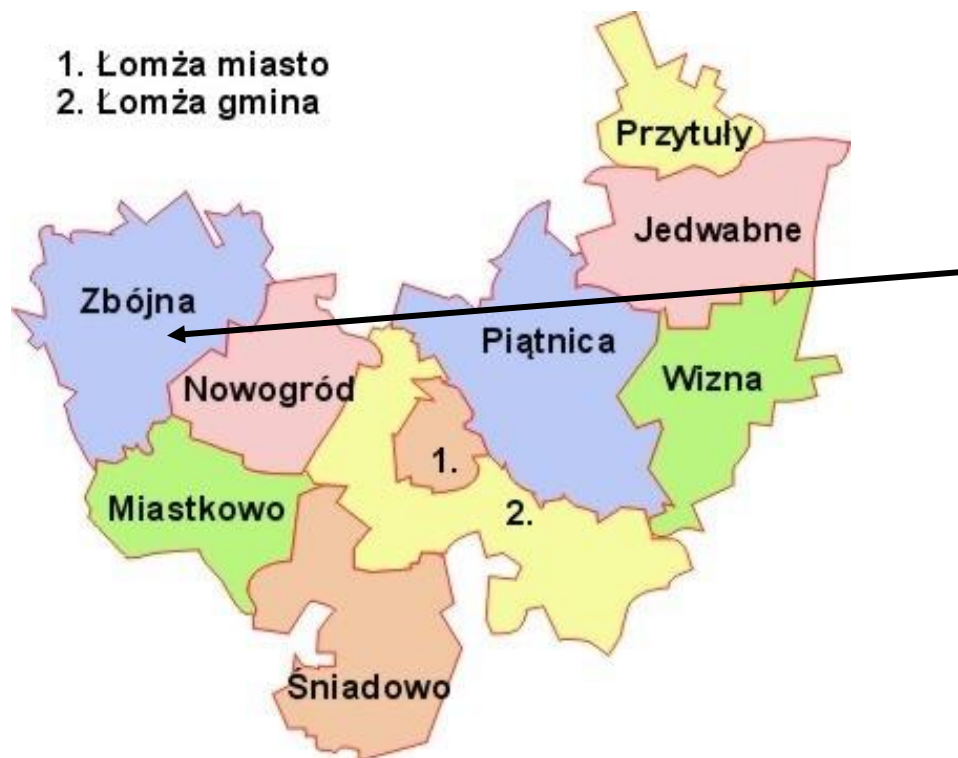 1. Łomża miasto
2. Łomża gmina
Przytuły
Jedwabne
Zbójna
Piątnica
Wizna
Nowogród
1.
Miastkowo
2.
Śniadowo